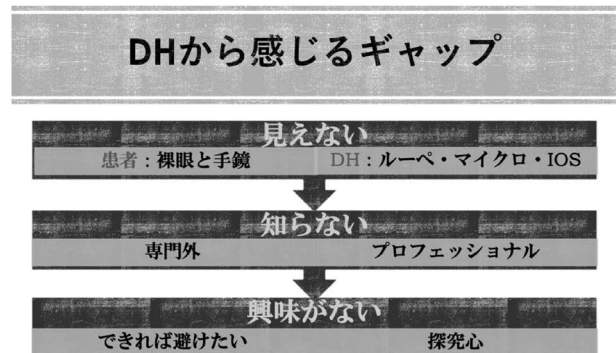 DHから感じるギャップ
見えない
患者：裸眼と手鏡 DH：ルーペ・マイクロ・IOS
知らない
専門外 プロフェッショナル
興味がない
できれば避けたい 探究心